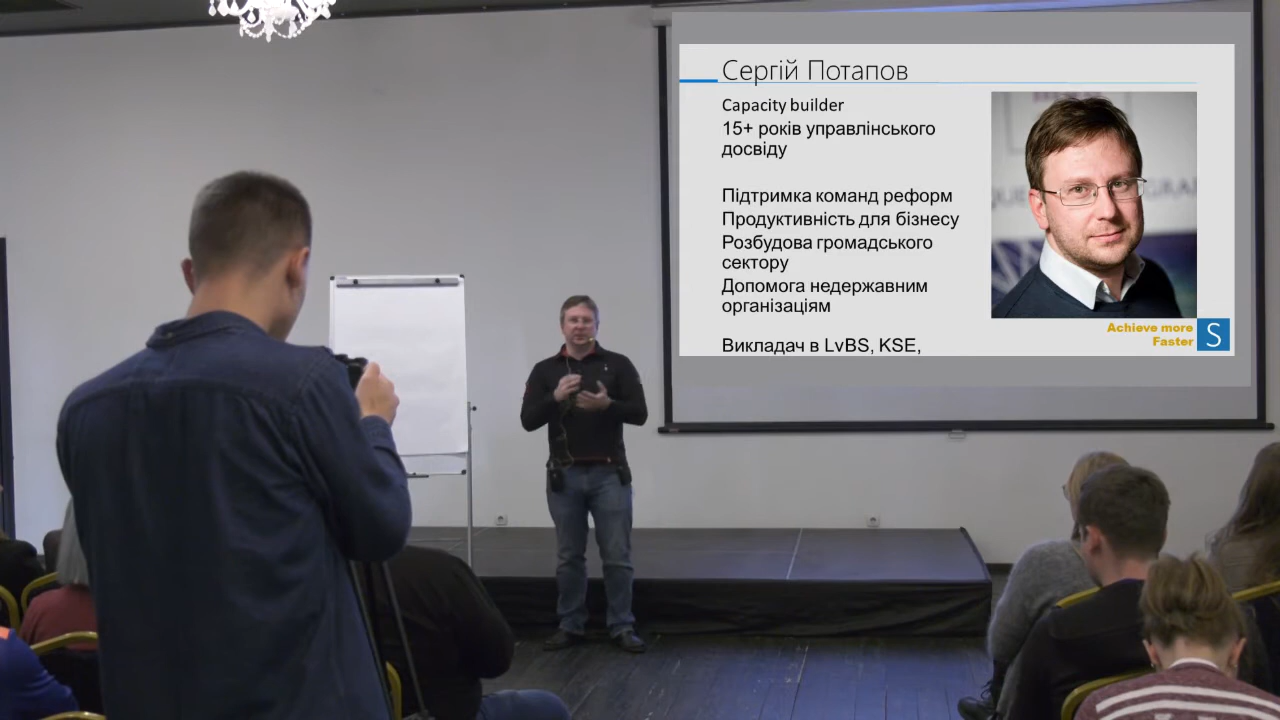 Сергій Потапов
Capacity builder
15+ років управлінського
досвіду
Підтримка команд реформ
Продуктивність для бізнесу
Розбудова громадського
сектору
Допомога недержавним
організаціям
Викладач в LvBS, KSE,
Achieve more
Faster
S